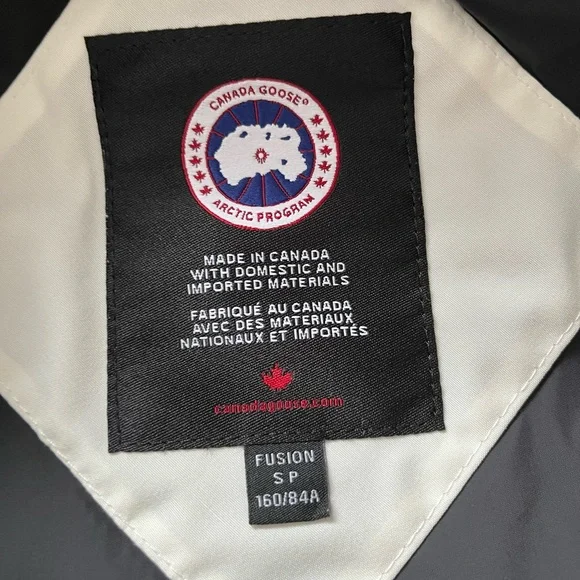 CANADA GOOSE®
ARCTIC PROGRAM
MADE IN CANADA
WITH DOMESTIC AND
IMPORTED MATERIALS
FABRIQUÉ AU CANADA
AVEC DES MATERIAUX
NATIONAUX ET IMPORTÉS
canadagoose.com
FUSION
S P
160/84A